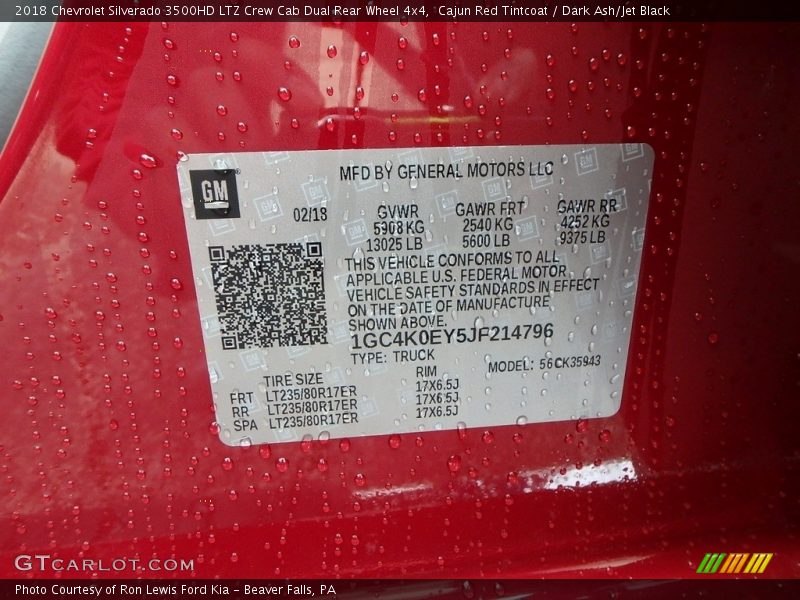 2018 Chevrolet Silverado 3500HD LTZ Crew Cab Dual Rear Wheel 4x4,  Cajun Red Tintcoat / Dark Ash/Jet Black
MFD BY GENERAL MOTORS LLC
GM
02/18
GVWR GAWR FRT GAWR RR
5908 KG 2540 KG 4252 KG
13025 LB 5600 LB 9375 LB
THIS VEHICLE CONFORMS TO ALL
APPLICABLE U.S. FEDERAL MOTOR
VEHICLE SAFETY STANDARDS IN EFFECT
ON THE DATE OF MANUFACTURE
SHOWN ABOVE.
1GC4K0EY5JF214796
TYPE: TRUCK MODEL: 56 CK35943
TIRE SIZE RIM
FRT LT235/80R17ER 17X6.5J
RR LT235/80R17ER 17X6.5J
SPA LT235/80R17ER 17X6.5J
GTCARLOT.COM
Photo Courtesy of Ron Lewis Ford Kia – Beaver Falls, PA